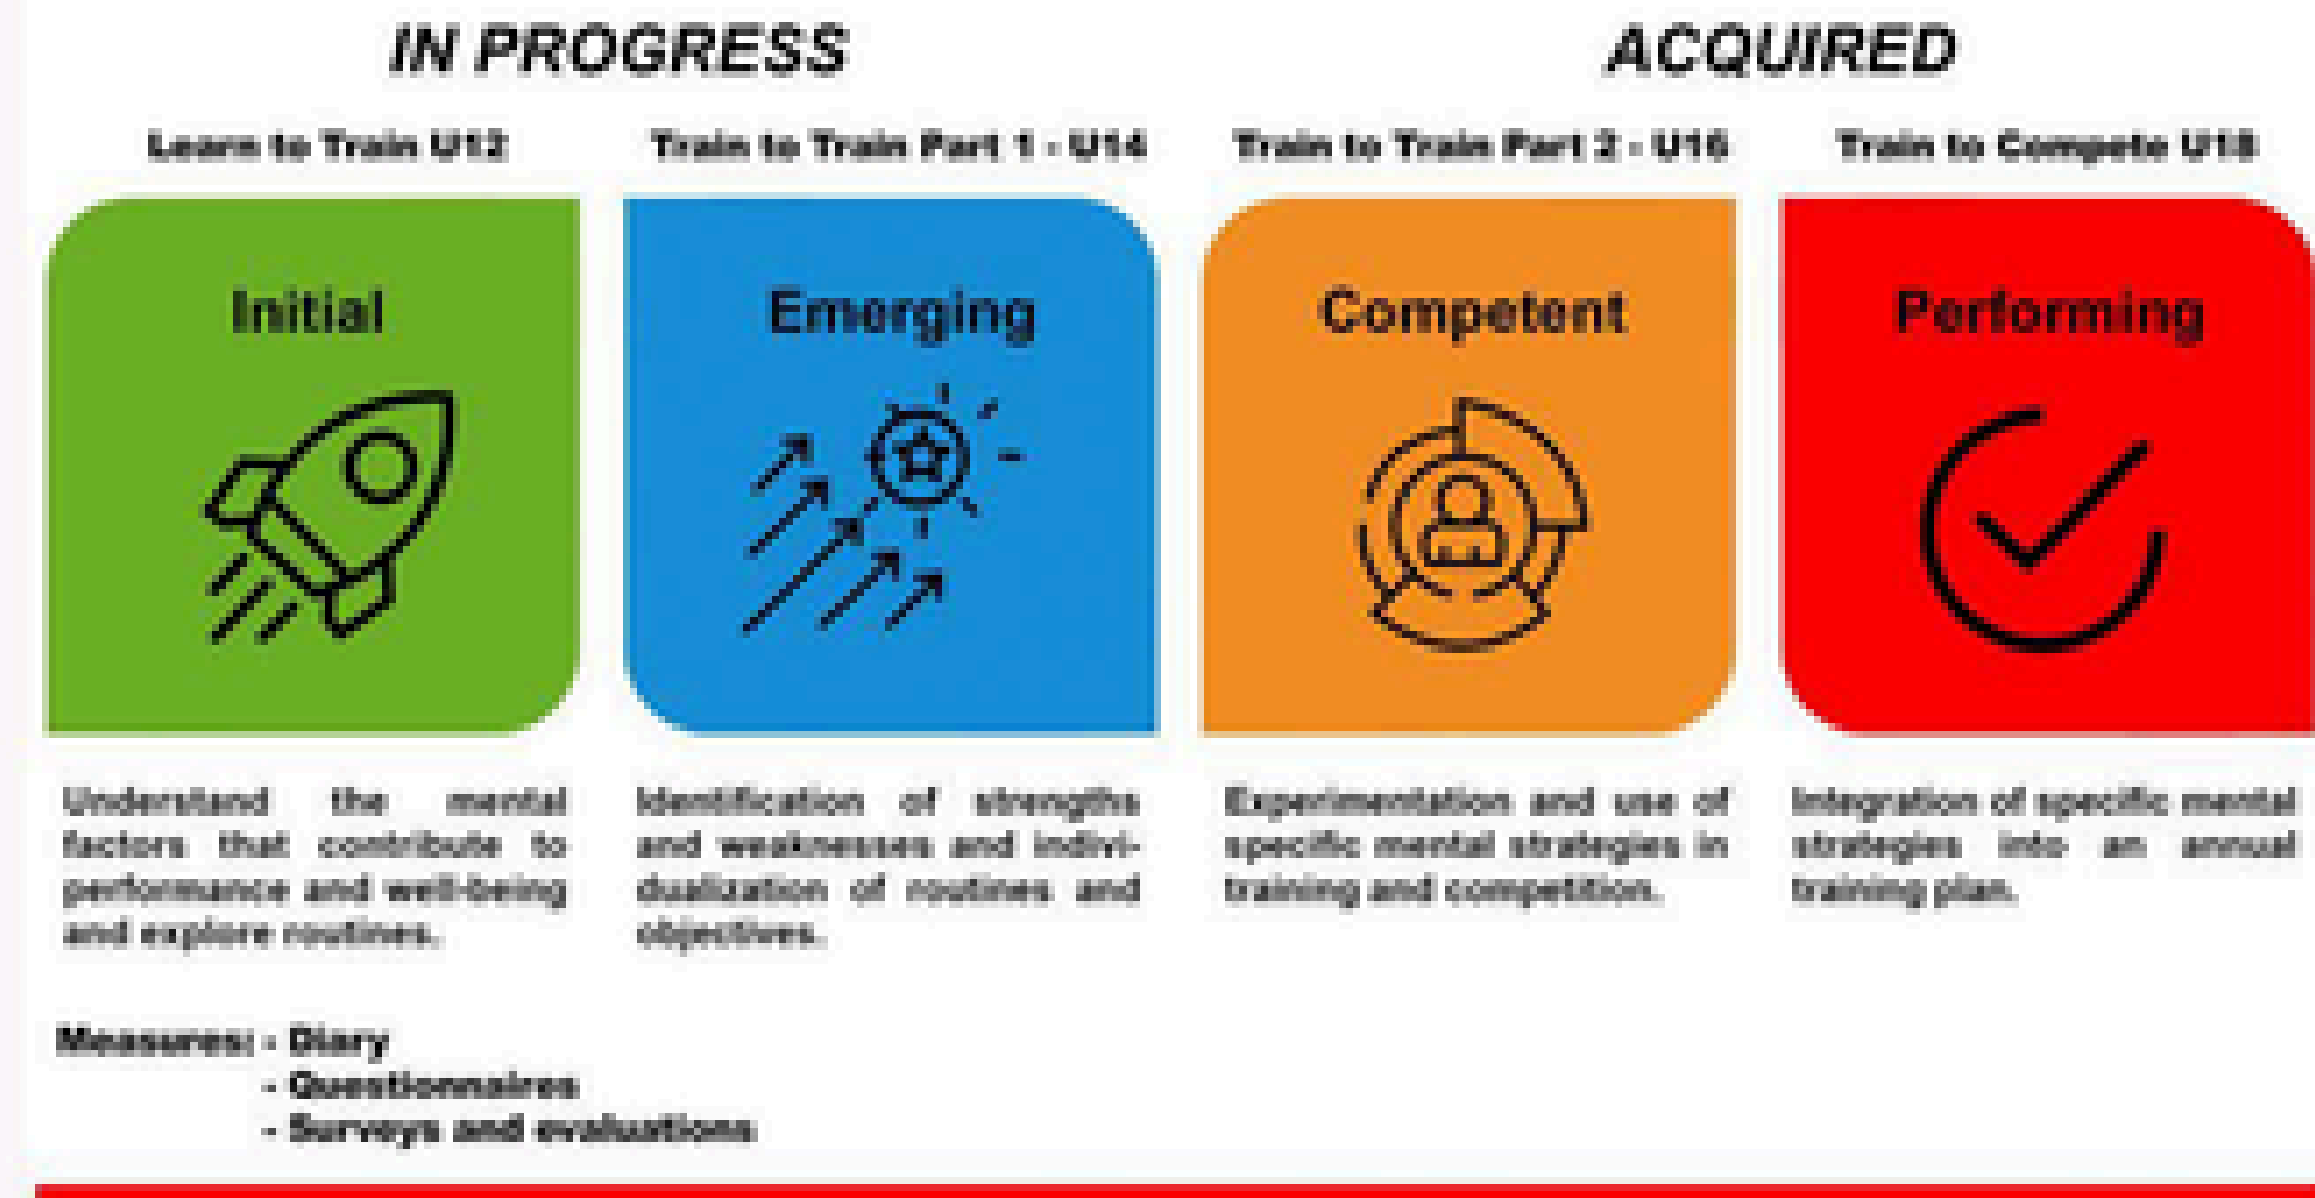 IN PROGRESS
ACQUIRED
Learn to Train U12
Train to Train Part 1 - U14
Train to Train Part 2 - U16
Train to Compete U18
Initial
Emerging
Competent
Performing
Understand the mental
factors that contribute to
performance and well-being
and explore routines.
Identification of strengths
and weaknesses and indivi-
dualization of routines and
objectives.
Experimentation and use of
specific mental strategies in
training and competition.
Integration of specific mental
strategies into an annual
training plan.
Measures: - Diary
- Questionnaires
- Surveys and evaluations